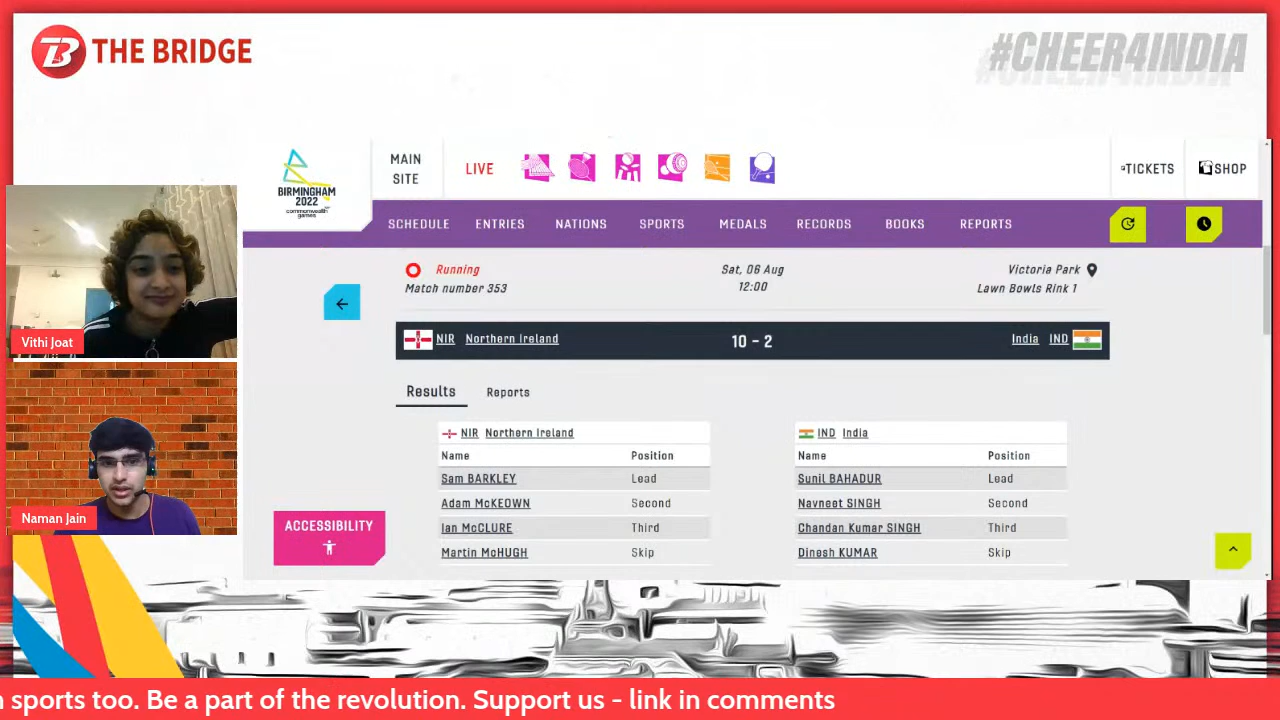 THE BRIDGE
#CHEER4INDIA
BIRMINGHAM
2022
commonwealth
games
MAIN
SITE
LIVE
TICKETS
SHOP
SCHEDULE ENTRIES NATIONS SPORTS MEDALS RECORDS BOOKS REPORTS
Running
Match number 353
Sat, 06 Aug
12:00
Victoria Park
Lawn Bowls Rink 1
NIR Northern Ireland 10 - 2 India IND
Results Reports
NIR Northern Ireland
Name Position
Sam BARKLEY Lead
Adam McKEOWN Second
Ian McCLURE Third
Martin McHUGH Skip
IND India
Name Position
Sunil BAHADUR Lead
Navneet SINGH Second
Chandan Kumar SINGH Third
Dinesh KUMAR Skip
ACCESSIBILITY
Vithi Joat
Naman Jain
sports too. Be a part of the revolution. Support us - link in comments